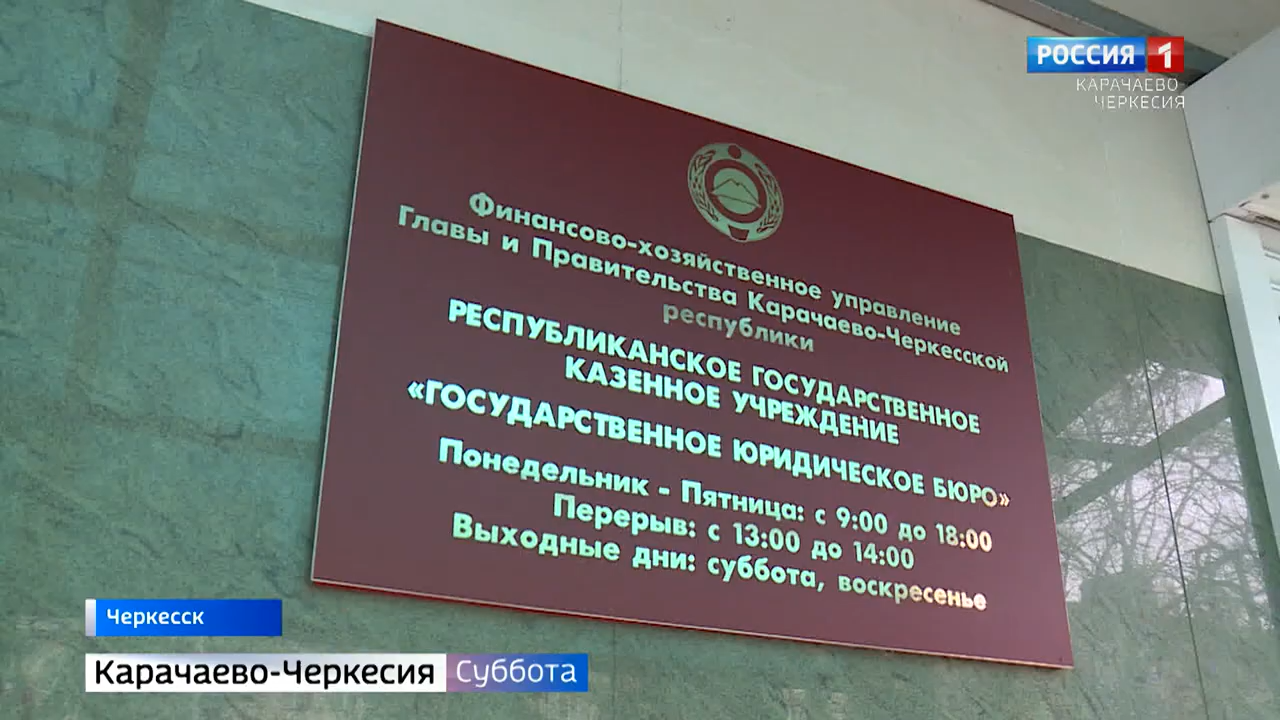 РОССИЯ 1
КАРАЧАЕВО
ЧЕРКЕСИЯ
Финансово-хозяйственное управление
Главы и Правительства Карачаево-Черкесской
республики
РЕСПУБЛИКАНСКОЕ ГОСУДАРСТВЕННОЕ
КАЗЕННОЕ УЧРЕЖДЕНИЕ
«ГОСУДАРСТВЕННОЕ ЮРИДИЧЕСКОЕ БЮРО»
Понедельник - Пятница: с 9:00 до 18:00
Перерыв: с 13:00 до 14:00
Выходные дни: суббота, воскресенье
Черкесск
Карачаево-Черкесия Суббота